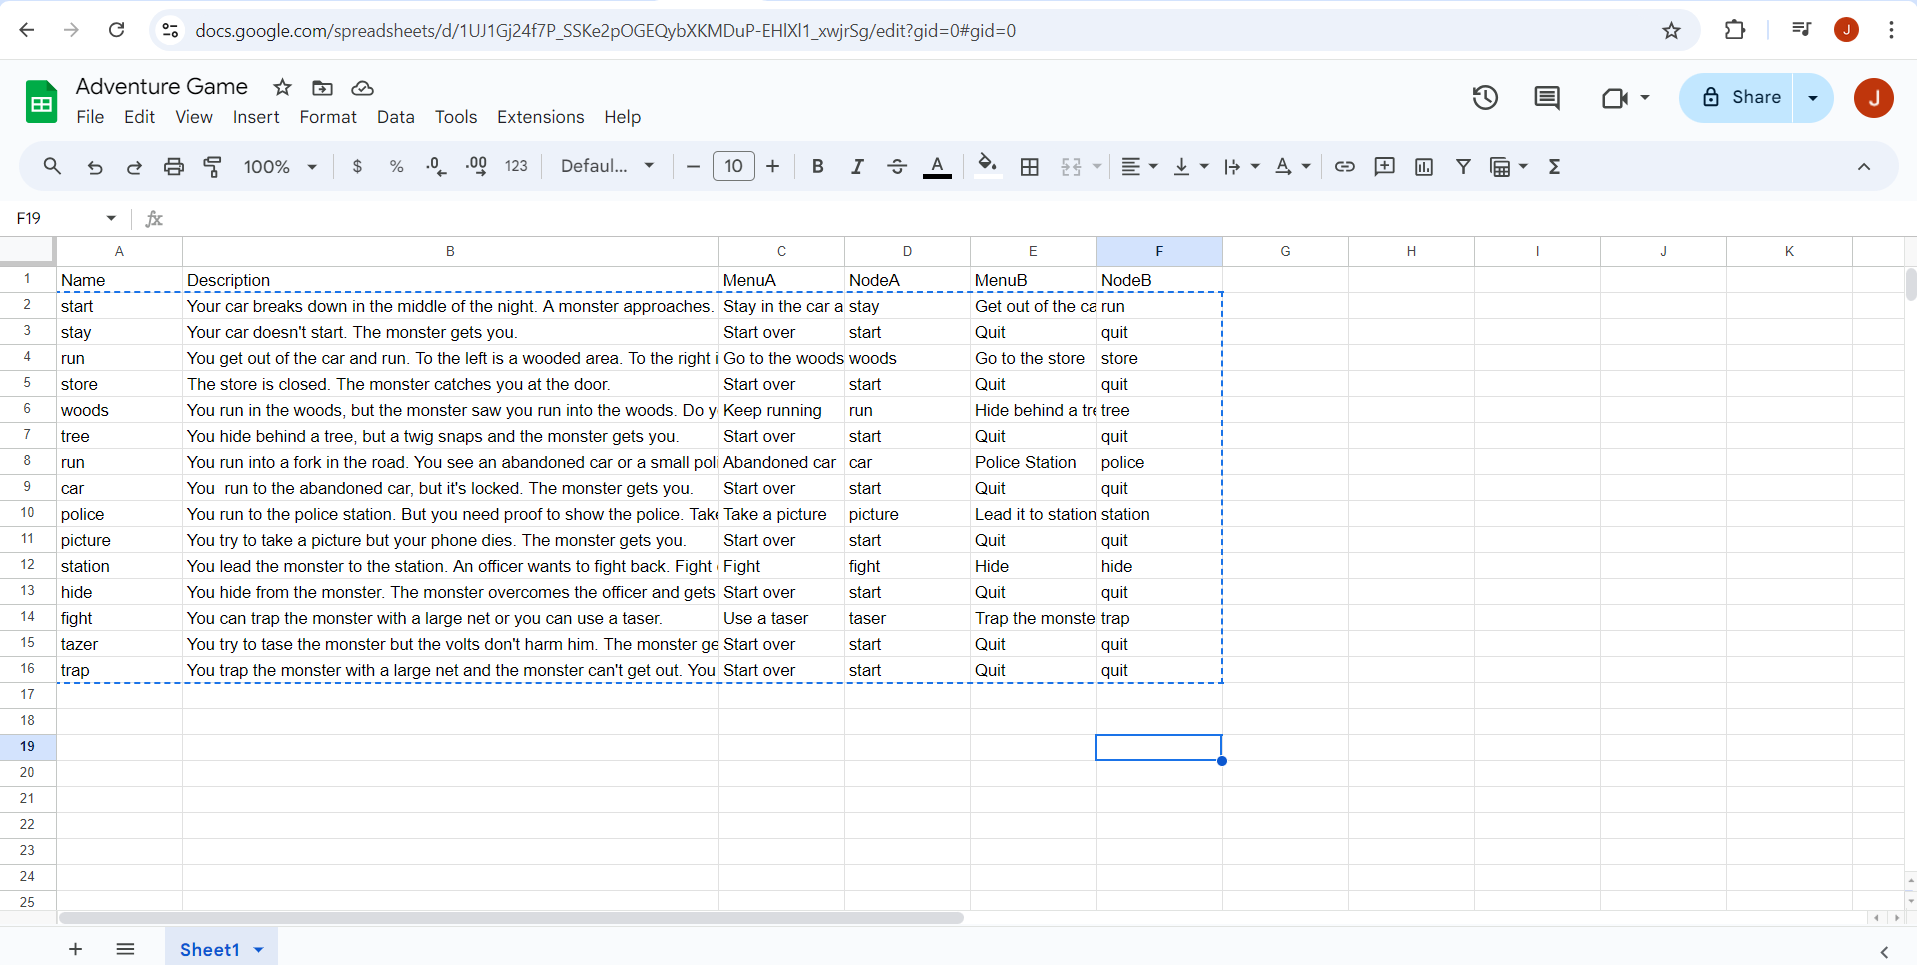 docs.google.com/spreadsheets/d/1UJ1Gj24f7P_SSKe2pOGEQybXKMDuP-EHlXl1_xwjrSg/edit?gid=0#gid=0 J
Adventure Game
File Edit View Insert Format Data Tools Extensions Help
Share J
100% $ % .0 .00 123 Defaul... 10 B I A
F19 fx
A B C D E F G H I J K
1 Name Description MenuA NodeA MenuB NodeB
2 start Your car breaks down in the middle of the night. A monster approaches. Stay in the car a stay Get out of the ca run
3 stay Your car doesn't start. The monster gets you. Start over start Quit quit
4 run You get out of the car and run. To the left is a wooded area. To the right i Go to the woods woods Go to the store store
5 store The store is closed. The monster catches you at the door. Start over start Quit quit
6 woods You run in the woods, but the monster saw you run into the woods. Do y Keep running run Hide behind a tre tree
7 tree You hide behind a tree, but a twig snaps and the monster gets you. Start over start Quit quit
8 run You run into a fork in the road. You see an abandoned car or a small poli Abandoned car car Police Station police
9 car You  run to the abandoned car, but it's locked. The monster gets you. Start over start Quit quit
10 police You run to the police station. But you need proof to show the police. Take Take a picture picture Lead it to station station
11 picture You try to take a picture but your phone dies. The monster gets you. Start over start Quit quit
12 station You lead the monster to the station. An officer wants to fight back. Fight Fight fight Hide hide
13 hide You hide from the monster. The monster overcomes the officer and gets Start over start Quit quit
14 fight You can trap the monster with a large net or you can use a taser. Use a taser taser Trap the monste trap
15 tazer You try to tase the monster but the volts don't harm him. The monster ge Start over start Quit quit
16 trap You trap the monster with a large net and the monster can't get out. You Start over start Quit quit
17
18
19
20
21
22
23
24
25
Sheet1